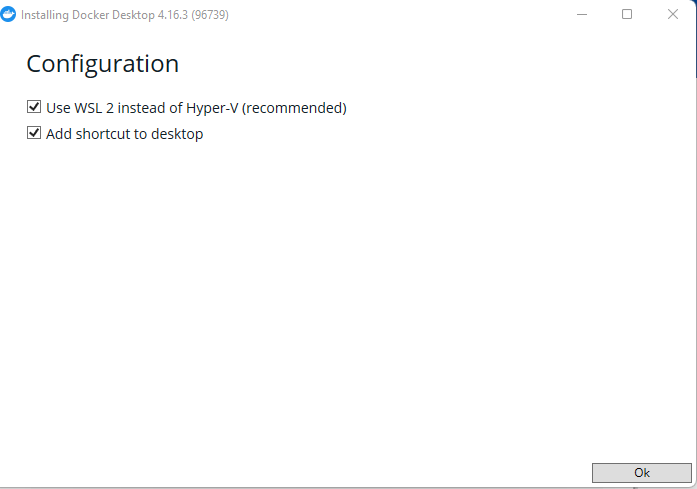 Installing Docker Desktop 4.16.3 (96739)
Configuration
Use WSL 2 instead of Hyper-V (recommended)
Add shortcut to desktop
Ok